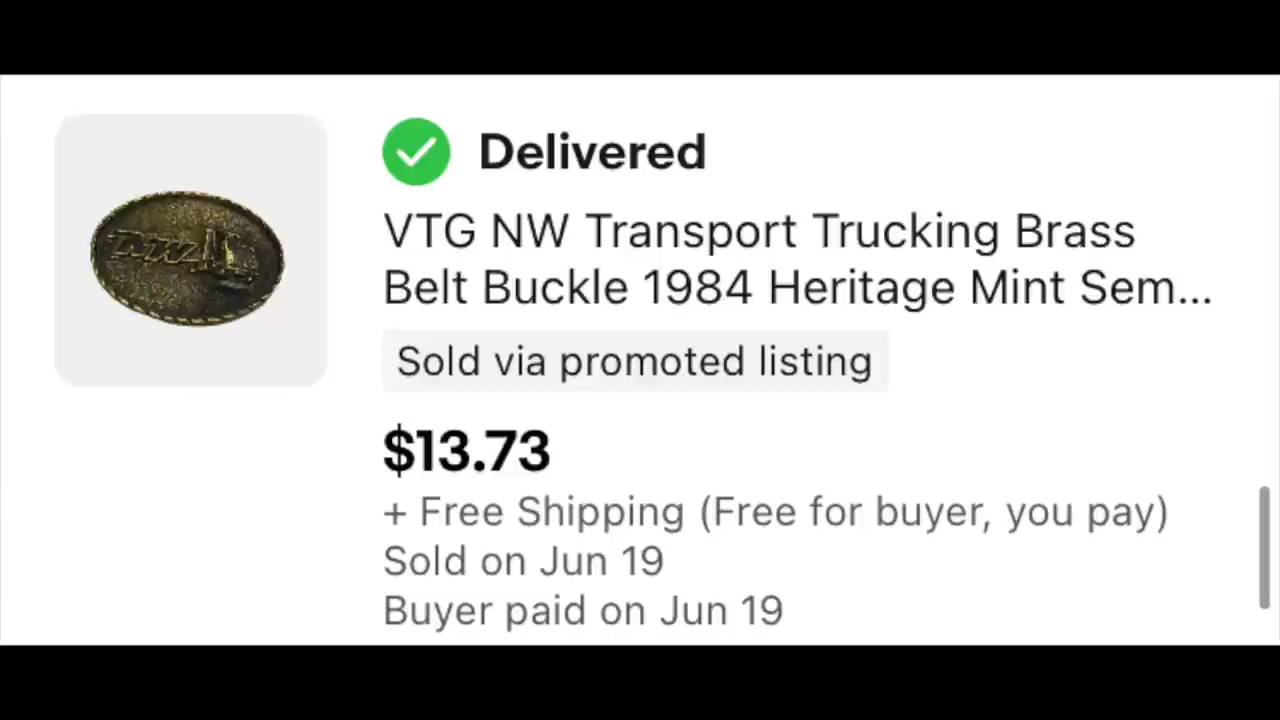 Delivered
VTG NW Transport Trucking Brass
Belt Buckle 1984 Heritage Mint Sem...
Sold via promoted listing
$13.73
+ Free Shipping (Free for buyer, you pay)
Sold on Jun 19
Buyer paid on Jun 19